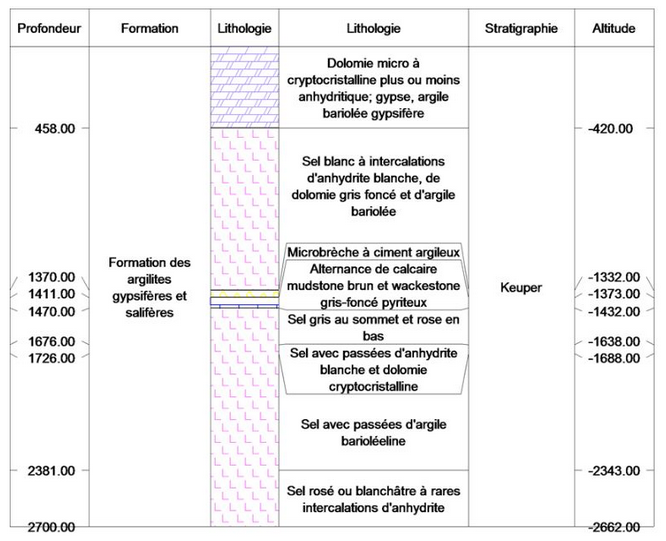 Profondeur Formation Lithologie Lithologie Stratigraphie Altitude
Dolomie micro à
cryptocristalline plus ou moins
anhydritique; gypse, argile
bariolée gypsifère
458.00 -420.00
Sel blanc à intercalations
d'anhydrite blanche, de
dolomie gris foncé et d'argile
bariolée
Microbrèche à ciment argileux
Formation des
argilites
gypsifères et
salifères
Alternance de calcaire
mudstone brun et wackestone
gris-foncé pyriteux
Keuper
1370.00 -1332.00
1411.00 -1373.00
1470.00 -1432.00
Sel gris au sommet et rose en
bas
1676.00 -1638.00
1726.00 -1688.00
Sel avec passées d'anhydrite
blanche et dolomie
cryptocristalline
Sel avec passées d'argile
barioléeline
2381.00 -2343.00
Sel rosé ou blanchâtre à rares
intercalations d'anhydrite
2700.00 -2662.00